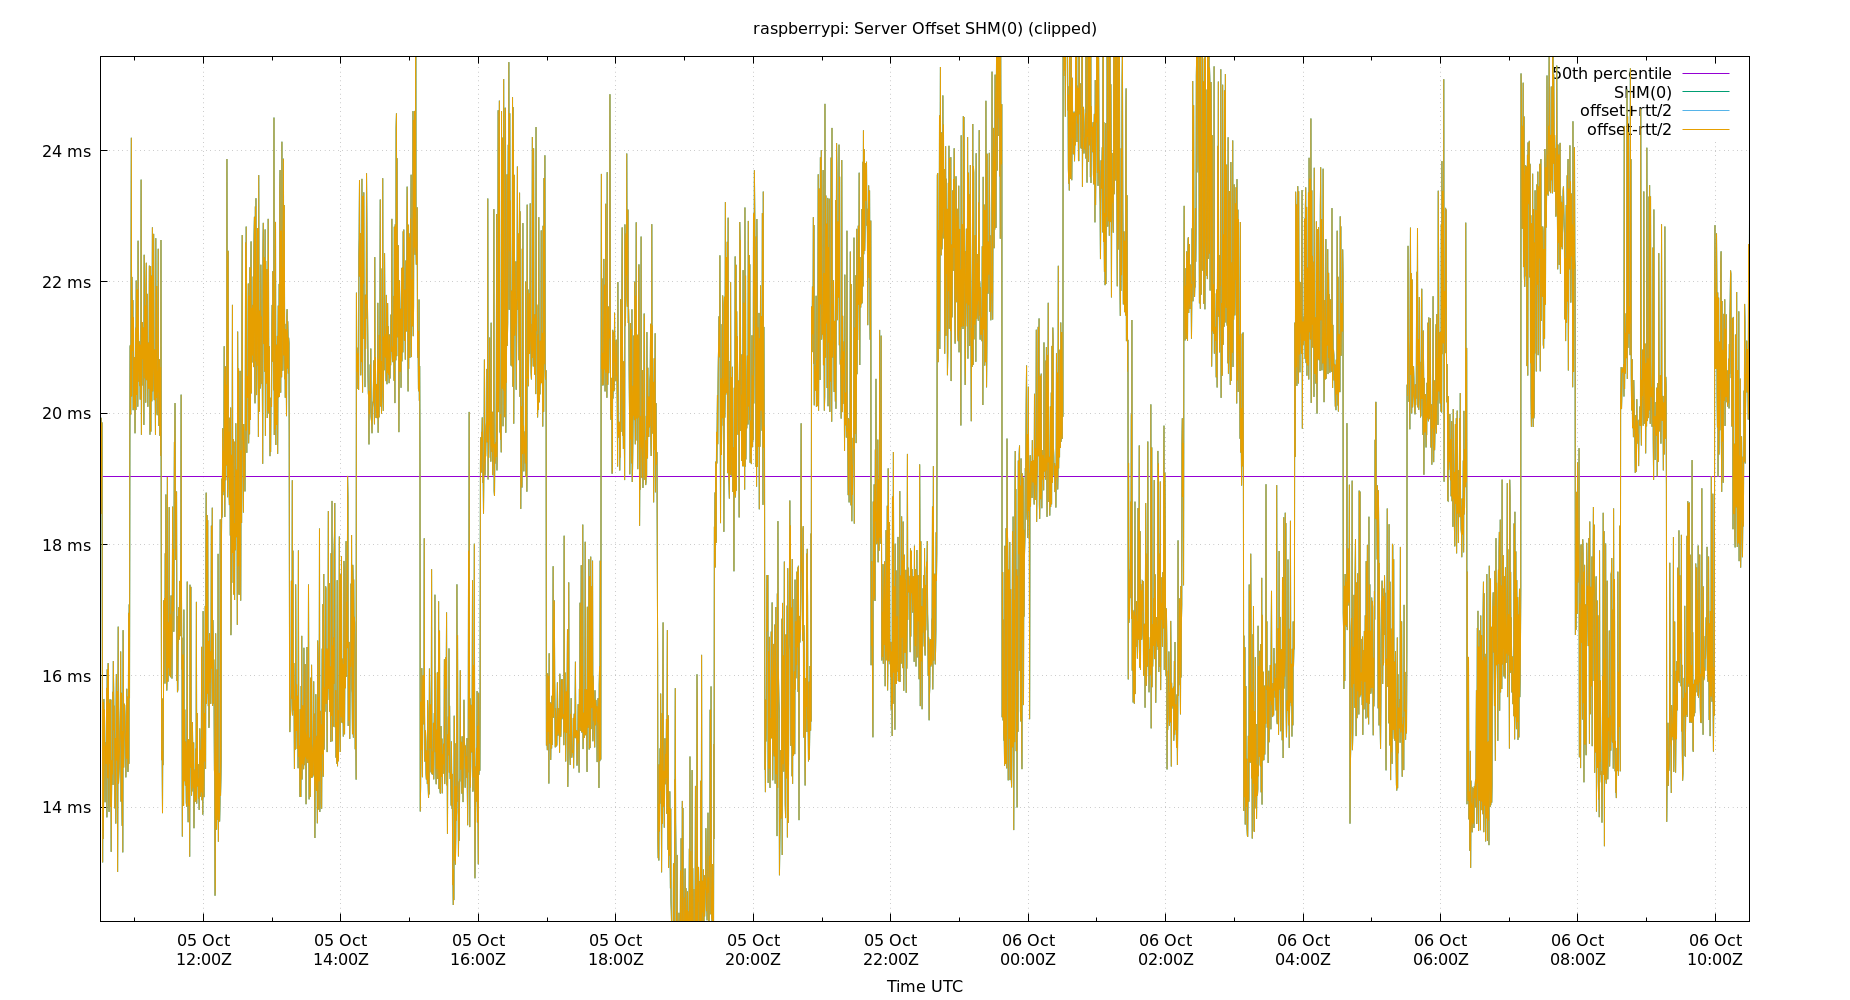 raspberrypi: Server Offset SHM(0) (clipped)
50th percentile
SHM(0)
offset+rtt/2
offset-rtt/2
24 ms
22 ms
20 ms
18 ms
16 ms
14 ms
05 Oct 05 Oct 05 Oct 05 Oct 05 Oct 05 Oct 06 Oct 06 Oct 06 Oct 06 Oct 06 Oct 06 Oct
12:00Z 14:00Z 16:00Z 18:00Z 20:00Z 22:00Z 00:00Z 02:00Z 04:00Z 06:00Z 08:00Z 10:00Z
Time UTC